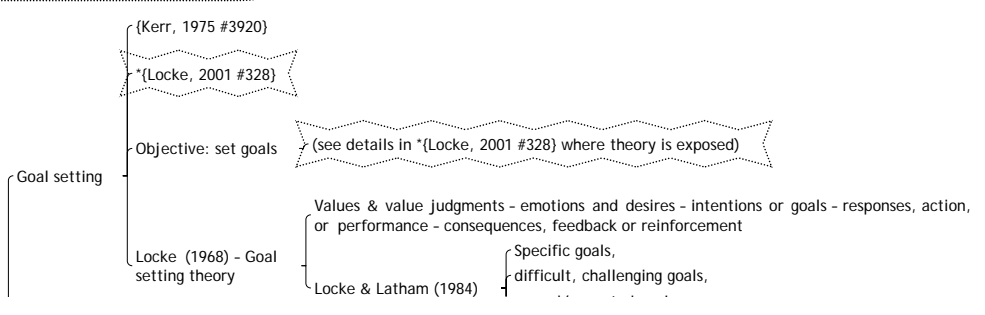 {Kerr, 1975 #3920}
*{Locke, 2001 #328}
Objective: set goals
(see details in *{Locke, 2001 #328} where theory is exposed)
Goal setting
Values & value judgments – emotions and desires – intentions or goals – responses, action,
or performance – consequences, feedback or reinforcement
Locke (1968) – Goal
setting theory
Specific goals,
difficult, challenging goals,
Locke & Latham (1984)